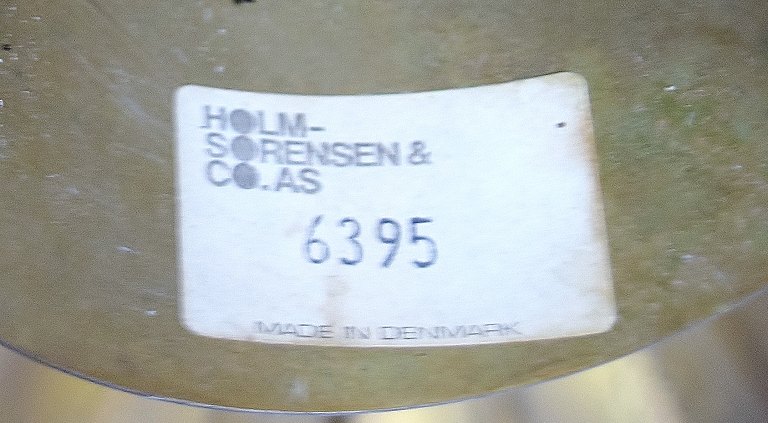 HOLM-
SORENSEN &
CO.AS
6395
MADE IN DENMARK